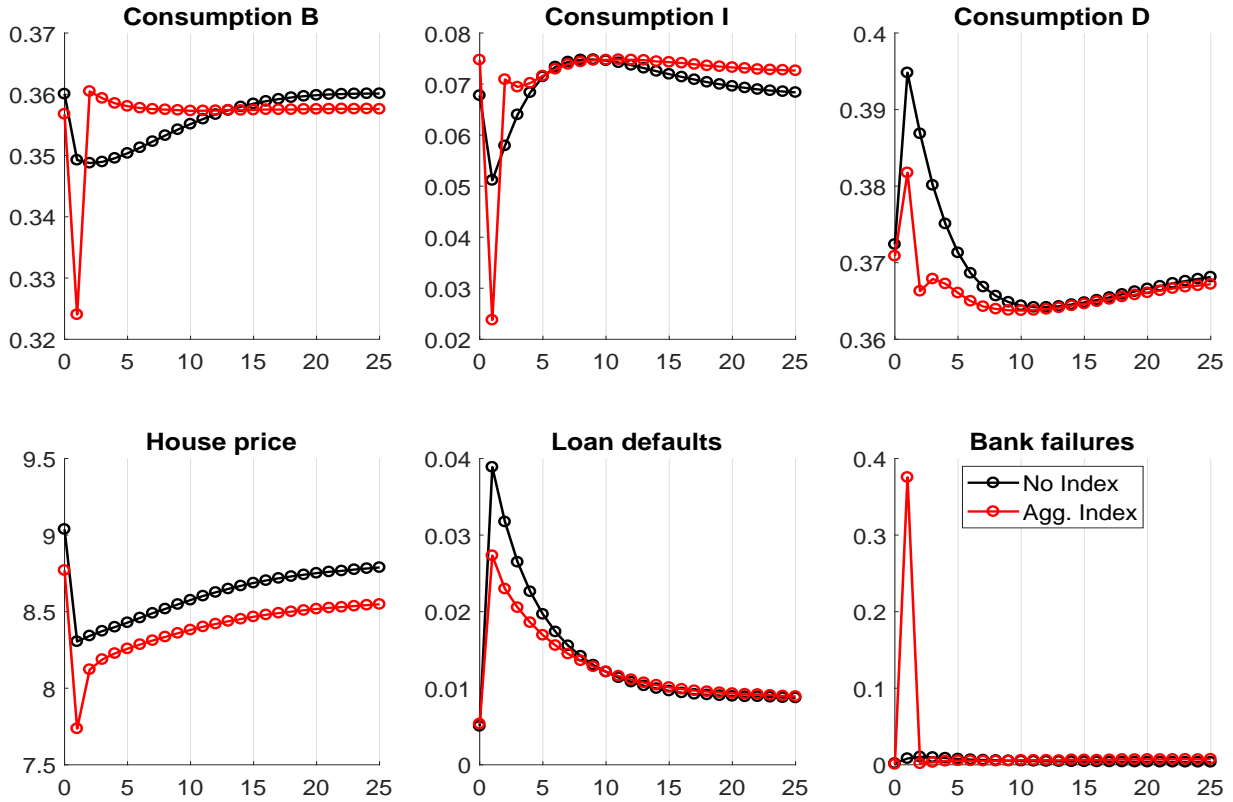 Consumption B
Consumption I
Consumption D
0.37
0.36
0.35
0.34
0.33
0.32
0 5 10 15 20 25
0.08
0.07
0.06
0.05
0.04
0.03
0.02
0 5 10 15 20 25
0.4
0.39
0.38
0.37
0.36
0 5 10 15 20 25
House price
Loan defaults
Bank failures
9.5
9
8.5
8
7.5
0 5 10 15 20 25
0.04
0.03
0.02
0.01
0
0 5 10 15 20 25
0.4
0.3
0.2
0.1
0
0 5 10 15 20 25
No Index
Agg. Index